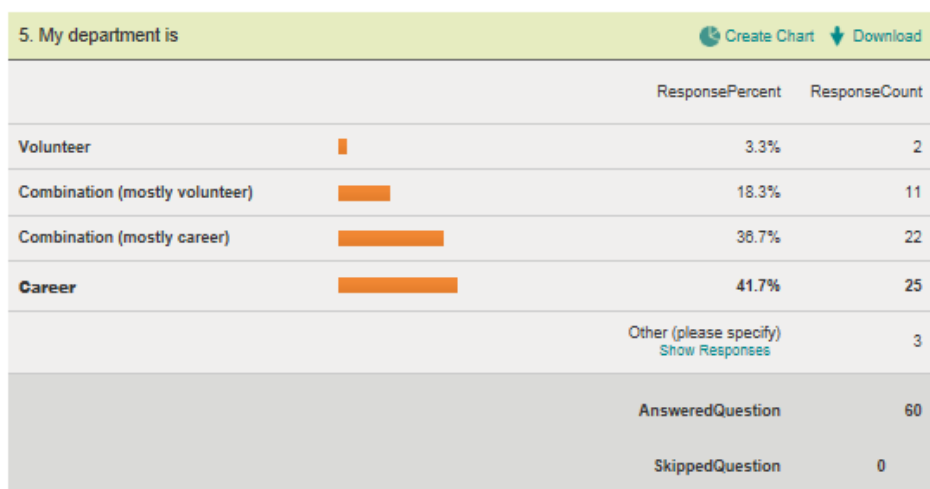 5. My department is Create Chart Download
ResponsePercent ResponseCount
Volunteer 3.3% 2
Combination (mostly volunteer) 18.3% 11
Combination (mostly career) 36.7% 22
Career 41.7% 25
Other (please specify) 3
Show Responses
AnsweredQuestion 60
SkippedQuestion 0